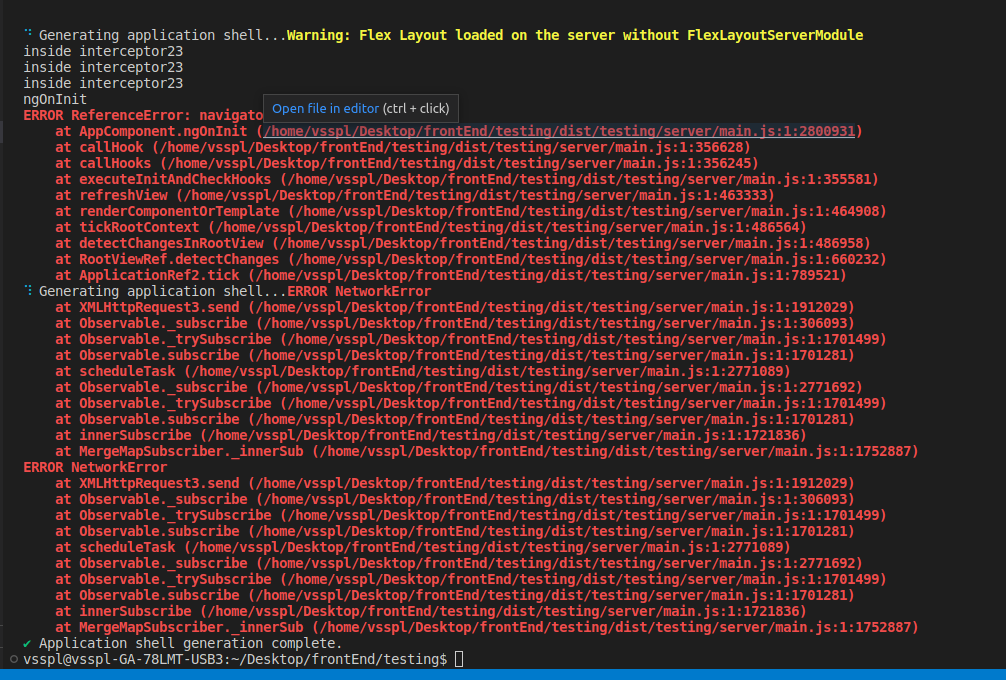 Generating application shell...Warning: Flex Layout loaded on the server without FlexLayoutServerModule
inside interceptor23
inside interceptor23
inside interceptor23
ngOnInit
Open file in editor (ctrl + click)
ERROR ReferenceError: navigato
at AppComponent.ngOnInit (/home/vsspl/Desktop/frontEnd/testing/dist/testing/server/main.js:1:2800931)
at callHook (/home/vsspl/Desktop/frontEnd/testing/dist/testing/server/main.js:1:356628)
at callHooks (/home/vsspl/Desktop/frontEnd/testing/dist/testing/server/main.js:1:356245)
at executeInitAndCheckHooks (/home/vsspl/Desktop/frontEnd/testing/dist/testing/server/main.js:1:355581)
at refreshView (/home/vsspl/Desktop/frontEnd/testing/dist/testing/server/main.js:1:463333)
at renderComponentOrTemplate (/home/vsspl/Desktop/frontEnd/testing/dist/testing/server/main.js:1:464908)
at tickRootContext (/home/vsspl/Desktop/frontEnd/testing/dist/testing/server/main.js:1:486564)
at detectChangesInRootView (/home/vsspl/Desktop/frontEnd/testing/dist/testing/server/main.js:1:486958)
at RootViewRef.detectChanges (/home/vsspl/Desktop/frontEnd/testing/dist/testing/server/main.js:1:660232)
at ApplicationRef2.tick (/home/vsspl/Desktop/frontEnd/testing/dist/testing/server/main.js:1:789521)
Generating application shell...ERROR NetworkError
at XMLHttpRequest3.send (/home/vsspl/Desktop/frontEnd/testing/dist/testing/server/main.js:1:1912029)
at Observable._subscribe (/home/vsspl/Desktop/frontEnd/testing/dist/testing/server/main.js:1:306093)
at Observable._trySubscribe (/home/vsspl/Desktop/frontEnd/testing/dist/testing/server/main.js:1:1701499)
at Observable.subscribe (/home/vsspl/Desktop/frontEnd/testing/dist/testing/server/main.js:1:1701281)
at scheduleTask (/home/vsspl/Desktop/frontEnd/testing/dist/testing/server/main.js:1:2771089)
at Observable._subscribe (/home/vsspl/Desktop/frontEnd/testing/dist/testing/server/main.js:1:2771692)
at Observable._trySubscribe (/home/vsspl/Desktop/frontEnd/testing/dist/testing/server/main.js:1:1701499)
at Observable.subscribe (/home/vsspl/Desktop/frontEnd/testing/dist/testing/server/main.js:1:1701281)
at innerSubscribe (/home/vsspl/Desktop/frontEnd/testing/dist/testing/server/main.js:1:1721836)
at MergeMapSubscriber._innerSub (/home/vsspl/Desktop/frontEnd/testing/dist/testing/server/main.js:1:1752887)
ERROR NetworkError
at XMLHttpRequest3.send (/home/vsspl/Desktop/frontEnd/testing/dist/testing/server/main.js:1:1912029)
at Observable._subscribe (/home/vsspl/Desktop/frontEnd/testing/dist/testing/server/main.js:1:306093)
at Observable._trySubscribe (/home/vsspl/Desktop/frontEnd/testing/dist/testing/server/main.js:1:1701499)
at Observable.subscribe (/home/vsspl/Desktop/frontEnd/testing/dist/testing/server/main.js:1:1701281)
at scheduleTask (/home/vsspl/Desktop/frontEnd/testing/dist/testing/server/main.js:1:2771089)
at Observable._subscribe (/home/vsspl/Desktop/frontEnd/testing/dist/testing/server/main.js:1:2771692)
at Observable._trySubscribe (/home/vsspl/Desktop/frontEnd/testing/dist/testing/server/main.js:1:1701499)
at Observable.subscribe (/home/vsspl/Desktop/frontEnd/testing/dist/testing/server/main.js:1:1701281)
at innerSubscribe (/home/vsspl/Desktop/frontEnd/testing/dist/testing/server/main.js:1:1721836)
at MergeMapSubscriber._innerSub (/home/vsspl/Desktop/frontEnd/testing/dist/testing/server/main.js:1:1752887)
✔ Application shell generation complete.
vsspl@vsspl-GA-78LMT-USB3:~/Desktop/frontEnd/testing$